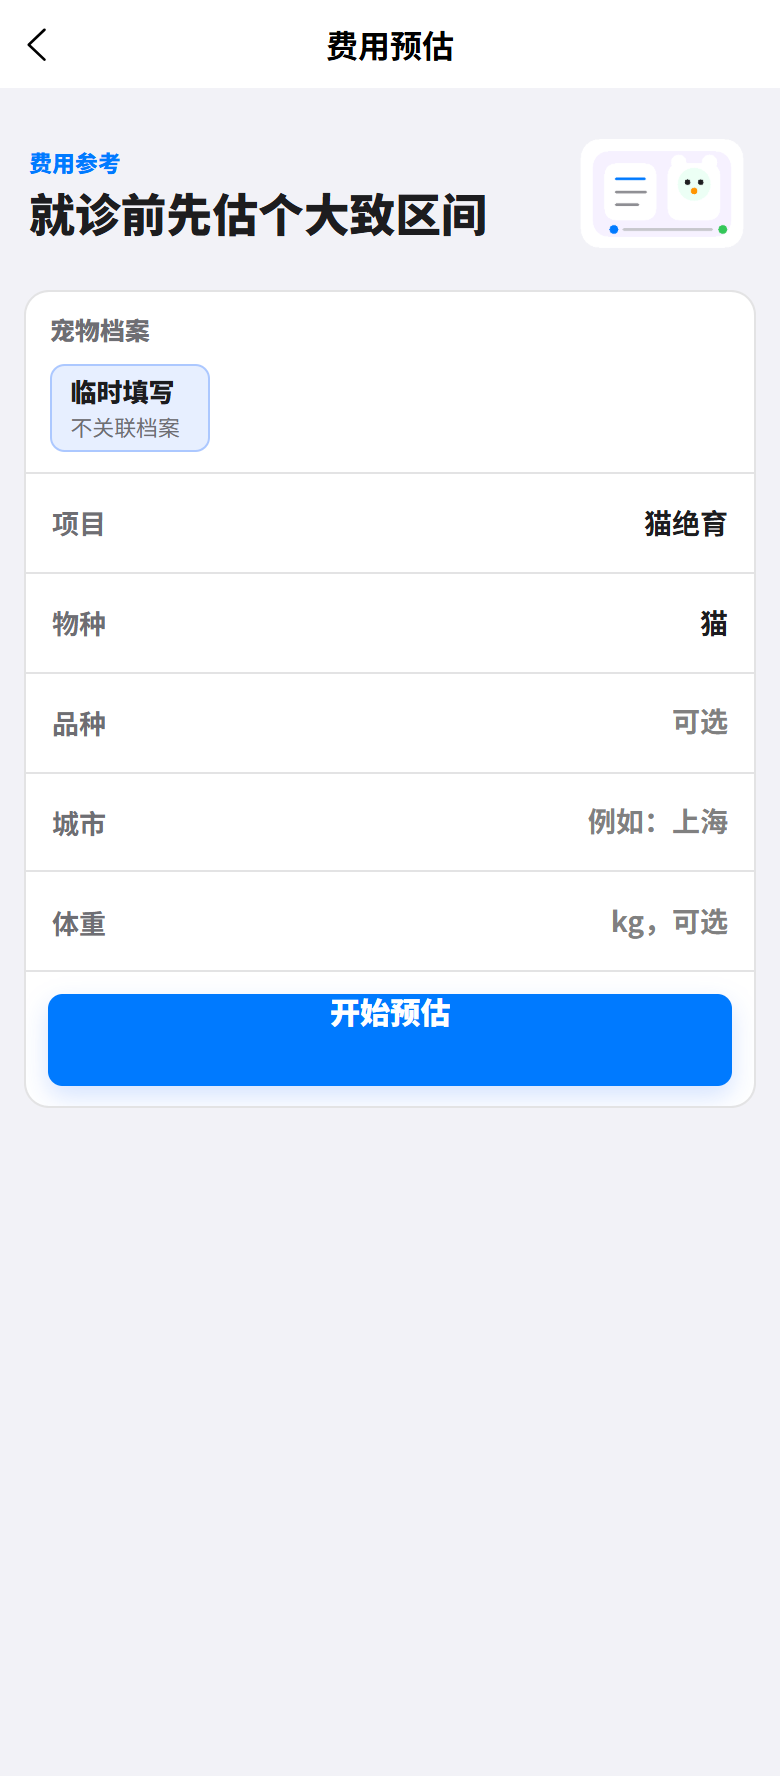 费用预估
费用参考
就诊前先估个大致区间
宠物档案
临时填写
不关联档案
项目
猫绝育
物种
猫
品种
可选
城市
例如：上海
体重
kg，可选
开始预估